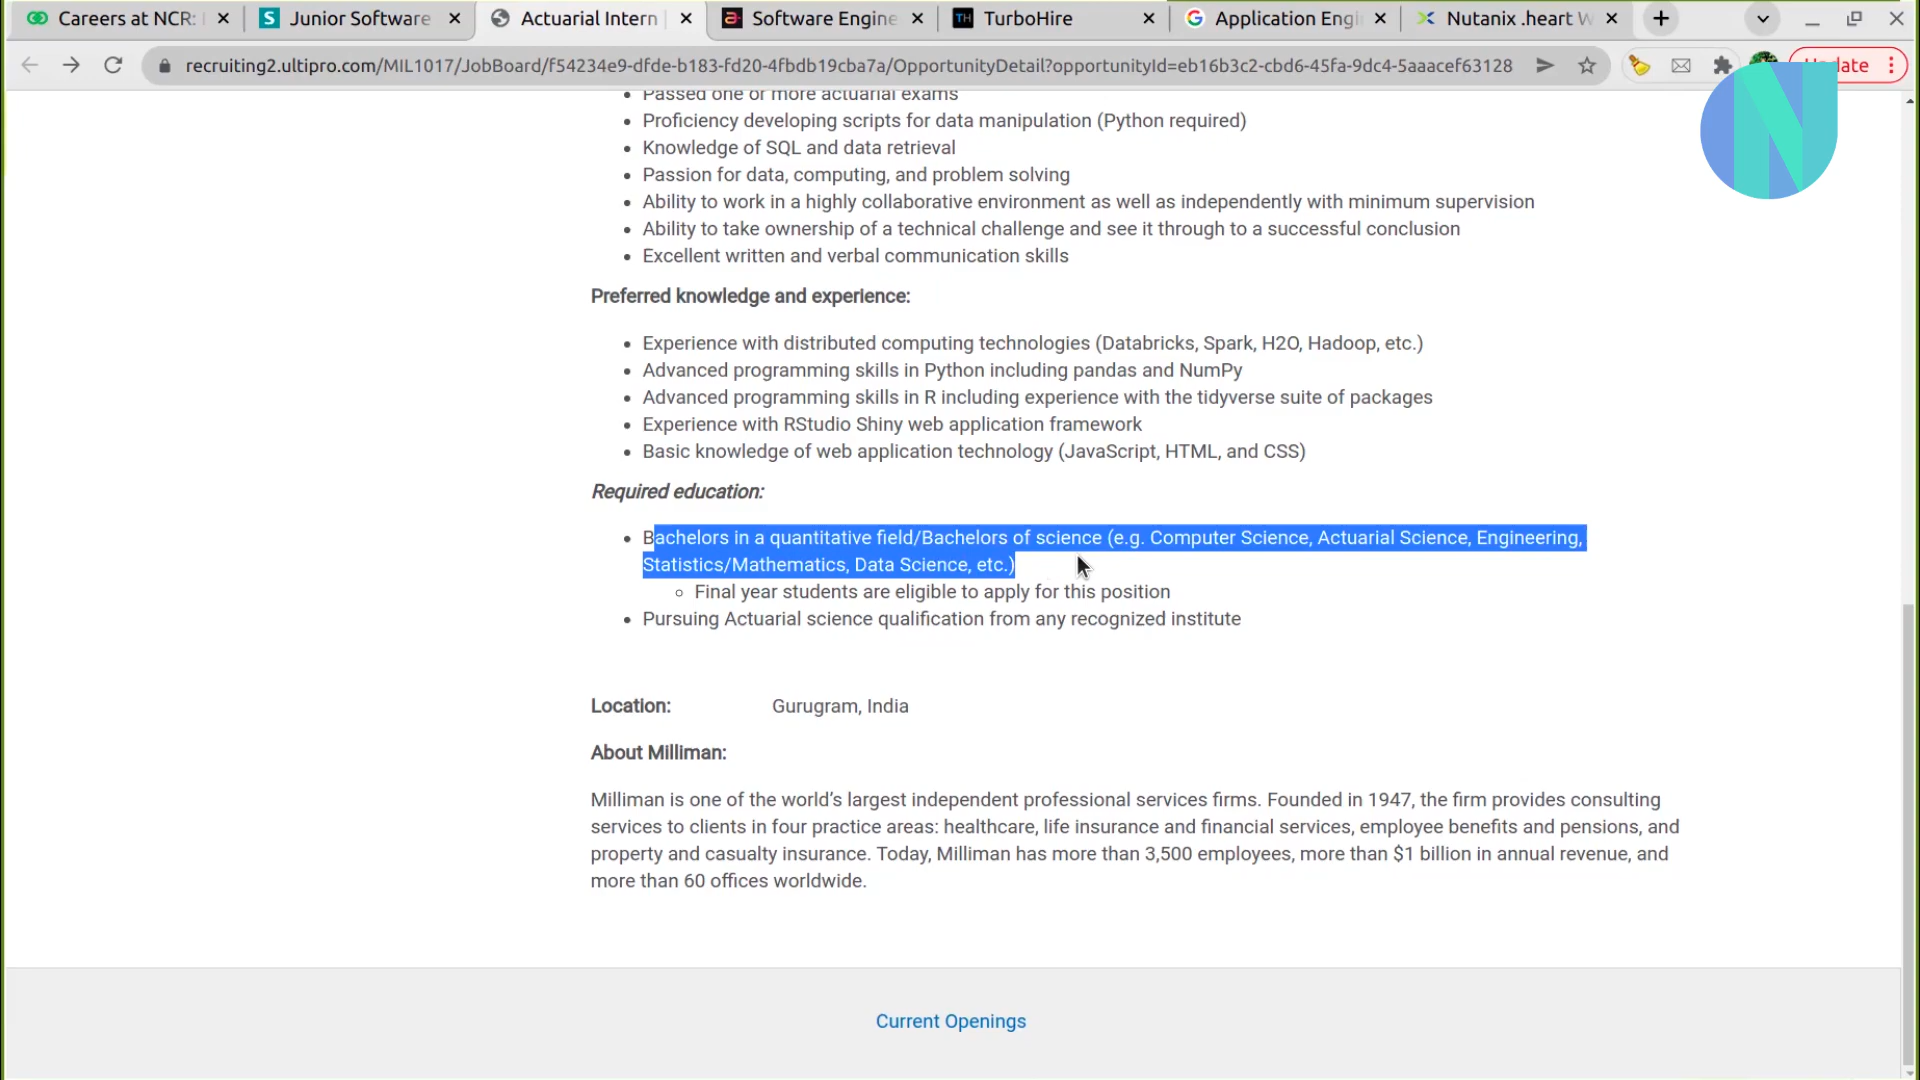 Careers at NCR:
Junior Software
Actuarial Intern
Software Engine
TurboHire
Application Engi
Nutanix .heart W
recruiting2.ultipro.com/MIL1017/JobBoard/f54234e9-dfde-b183-fd20-4fbdb19cba7a/OpportunityDetail?opportunityId=eb16b3c2-cbd6-45fa-9dc4-5aaacef63128
Passed one or more actuarial exams
Proficiency developing scripts for data manipulation (Python required)
Knowledge of SQL and data retrieval
Passion for data, computing, and problem solving
Ability to work in a highly collaborative environment as well as independently with minimum supervision
Ability to take ownership of a technical challenge and see it through to a successful conclusion
Excellent written and verbal communication skills
Preferred knowledge and experience:
Experience with distributed computing technologies (Databricks, Spark, H2O, Hadoop, etc.)
Advanced programming skills in Python including pandas and NumPy
Advanced programming skills in R including experience with the tidyverse suite of packages
Experience with RStudio Shiny web application framework
Basic knowledge of web application technology (JavaScript, HTML, and CSS)
Required education:
Bachelors in a quantitative field/Bachelors of science (e.g. Computer Science, Actuarial Science, Engineering,
Statistics/Mathematics, Data Science, etc.)
Final year students are eligible to apply for this position
Pursuing Actuarial science qualification from any recognized institute
Location: Gurugram, India
About Milliman:
Milliman is one of the world’s largest independent professional services firms. Founded in 1947, the firm provides consulting
services to clients in four practice areas: healthcare, life insurance and financial services, employee benefits and pensions, and
property and casualty insurance. Today, Milliman has more than 3,500 employees, more than $1 billion in annual revenue, and
more than 60 offices worldwide.
Current Openings